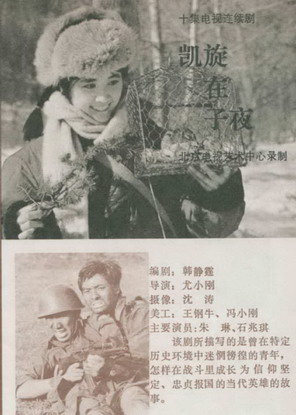 十集电视连续剧
凯旋
在
子夜
北京电视艺术中心录制
编剧：韩静霆
导演：尤小刚
摄像：沈 涛
美工：王钢牛、冯小刚
主要演员：朱 琳、石兆琪
该剧所描写的是曾在特定
历史环境中迷惘徬徨的青年，
怎样在战斗里成长为信仰坚
定、忠贞报国的当代英雄的故
事。